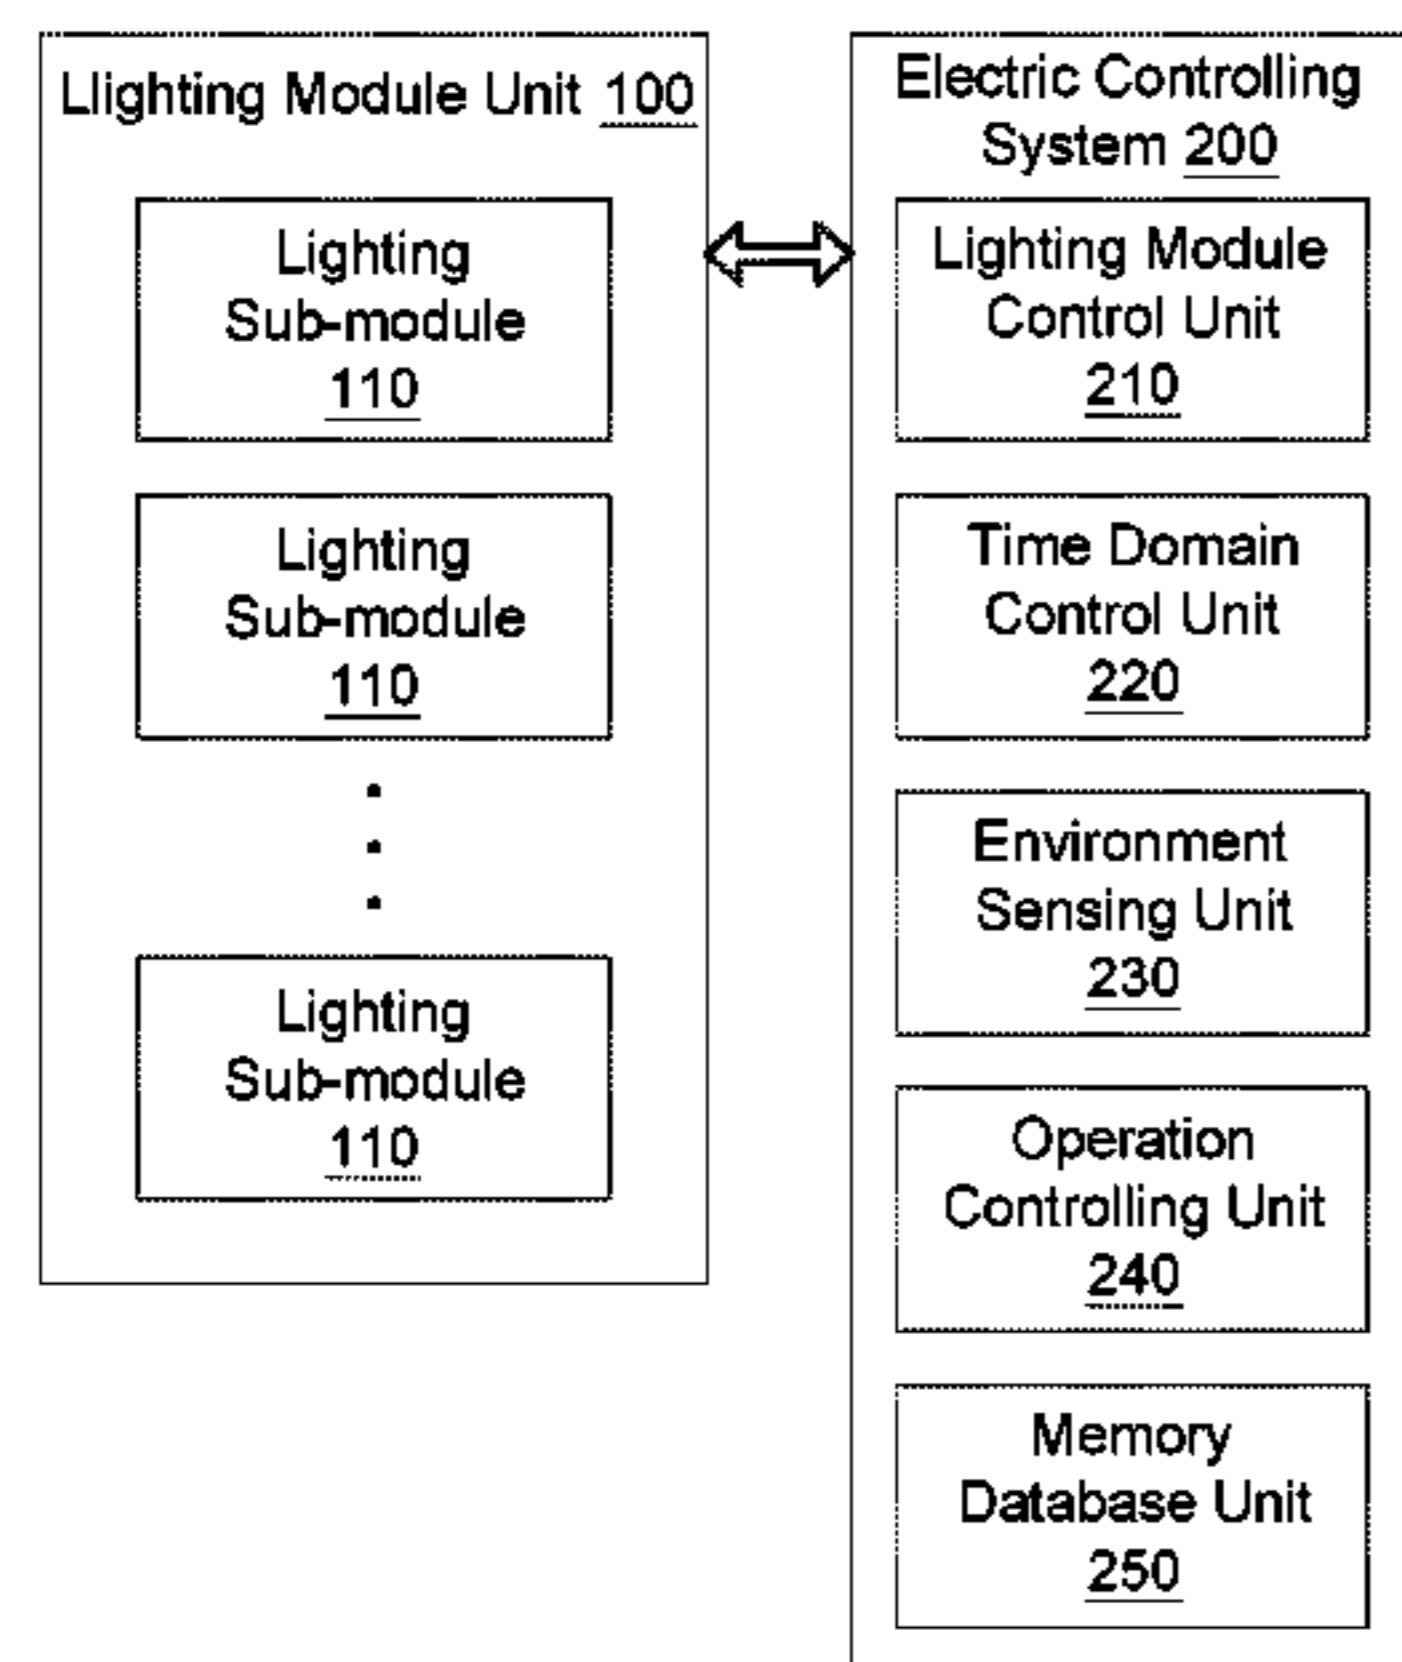 Llighting Module Unit 100
Lighting
Sub-module
110
Lighting
Sub-module
110
Lighting
Sub-module
110
Electric Controlling
System 200
Lighting Module
Control Unit
210
Time Domain
Control Unit
220
Environment
Sensing Unit
230
Operation
Controlling Unit
240
Memory
Database Unit
250